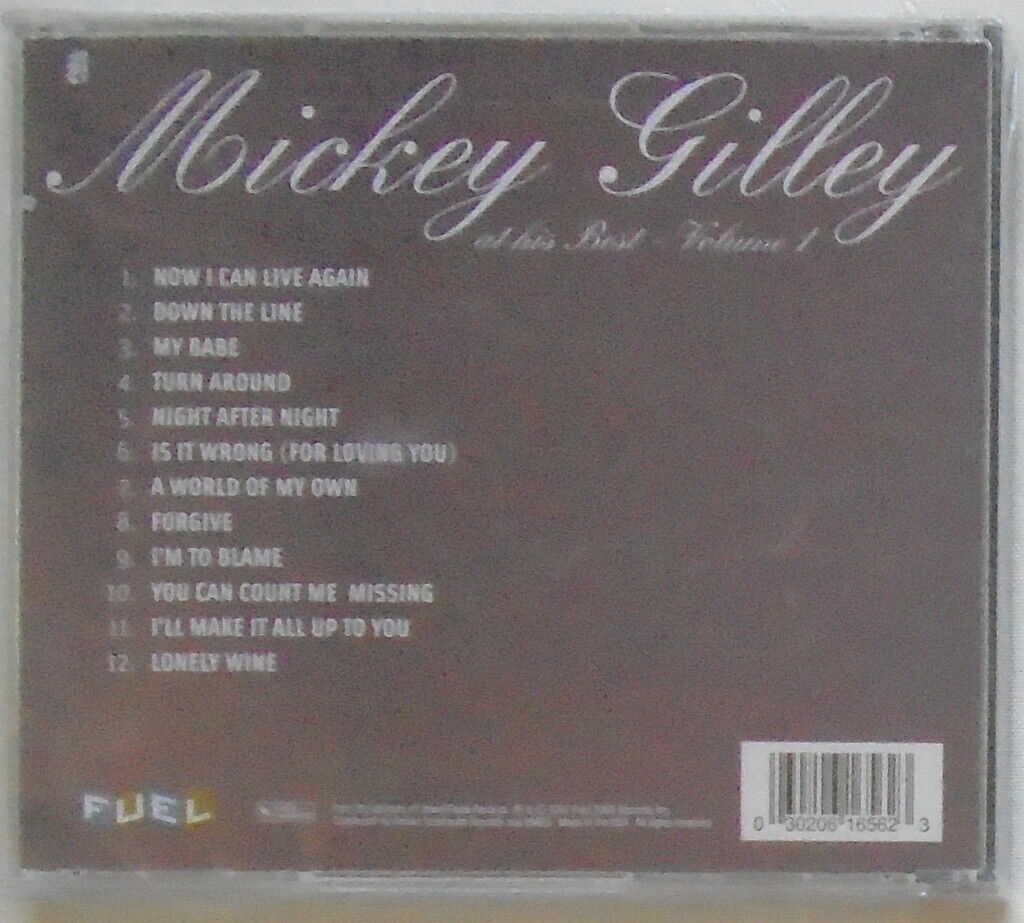 Mickey Gilley
at his Best - Volume 1
1. NOW I CAN LIVE AGAIN
2. DOWN THE LINE
3. MY BABE
4. TURN AROUND
5. NIGHT AFTER NIGHT
6. IS IT WRONG (FOR LOVING YOU)
7. A WORLD OF MY OWN
8. FORGIVE
9. I'M TO BLAME
10. YOU CAN COUNT ME MISSING
11. I'LL MAKE IT ALL UP TO YOU
12. LONELY WINE
FUEL
0 30206 16562 3